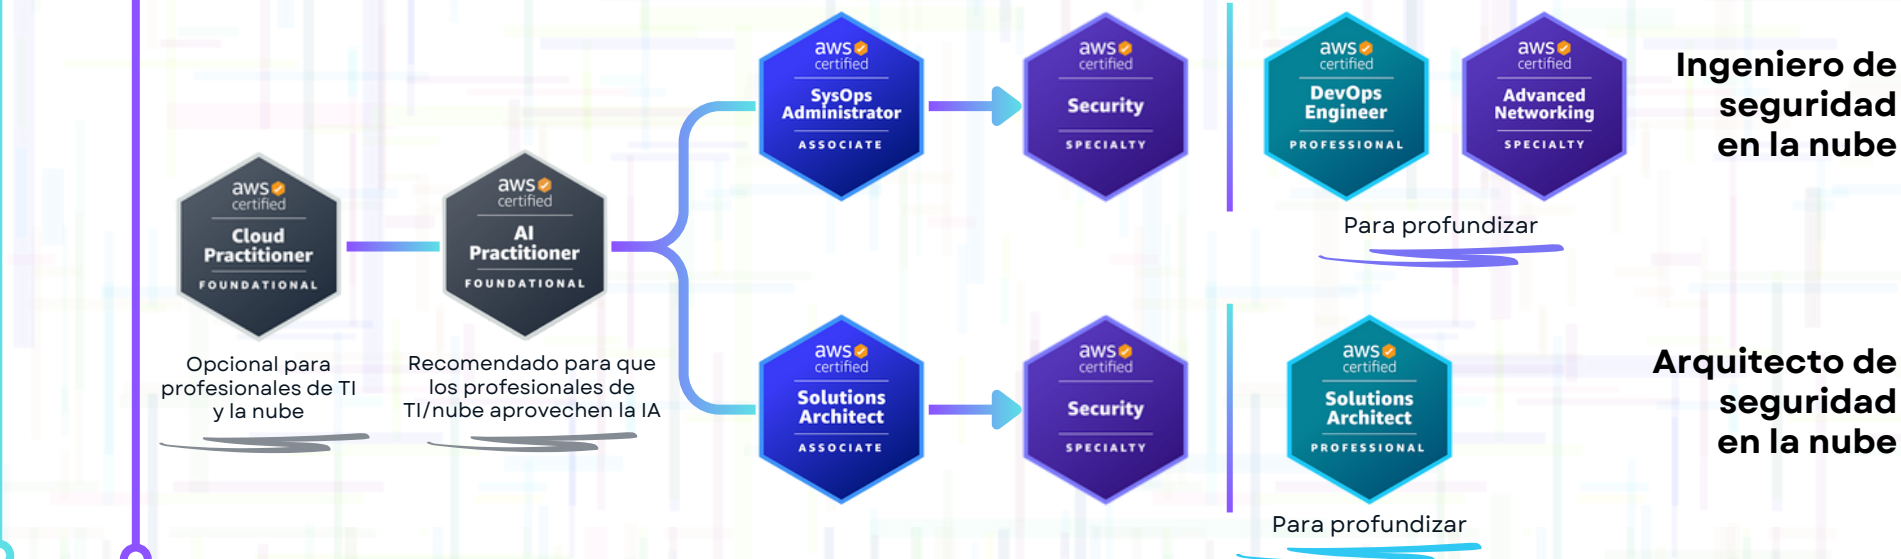 aws
certified
Cloud
Practitioner
FOUNDATIONAL
Opcional para
profesionales de TI
y la nube
aws
certified
AI
Practitioner
FOUNDATIONAL
Recomendado para que
los profesionales de
TI/nube aprovechen la IA
aws
certified
SysOps
Administrator
ASSOCIATE
aws
certified
Security
SPECIALTY
aws
certified
DevOps
Engineer
PROFESSIONAL
aws
certified
Advanced
Networking
SPECIALTY
Para profundizar
Ingeniero de
seguridad
en la nube
aws
certified
Solutions
Architect
ASSOCIATE
aws
certified
Security
SPECIALTY
aws
certified
Solutions
Architect
PROFESSIONAL
Para profundizar
Arquitecto de
seguridad
en la nube